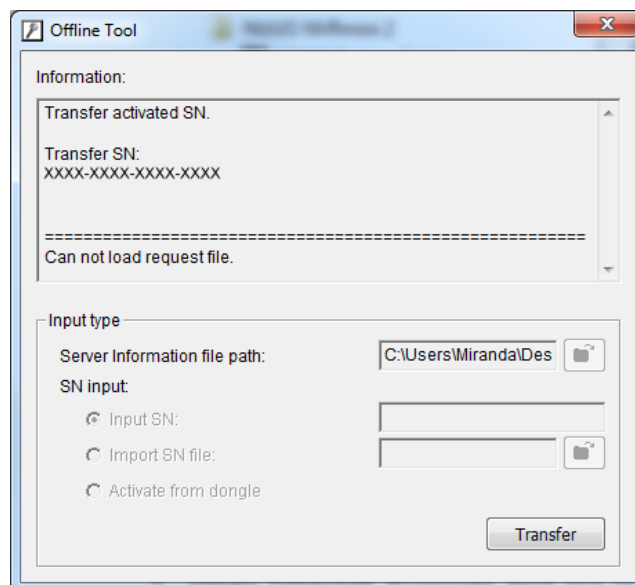 Offline Tool
Information:
Transfer activated SN.
Transfer SN:
XXXX-XXXX-XXXX-XXXX
=======================================================
Can not load request file.
Input type
Server Information file path:
C:\Users\Miranda\Des
SN input:
Input SN:
Import SN file:
Activate from dongle
Transfer